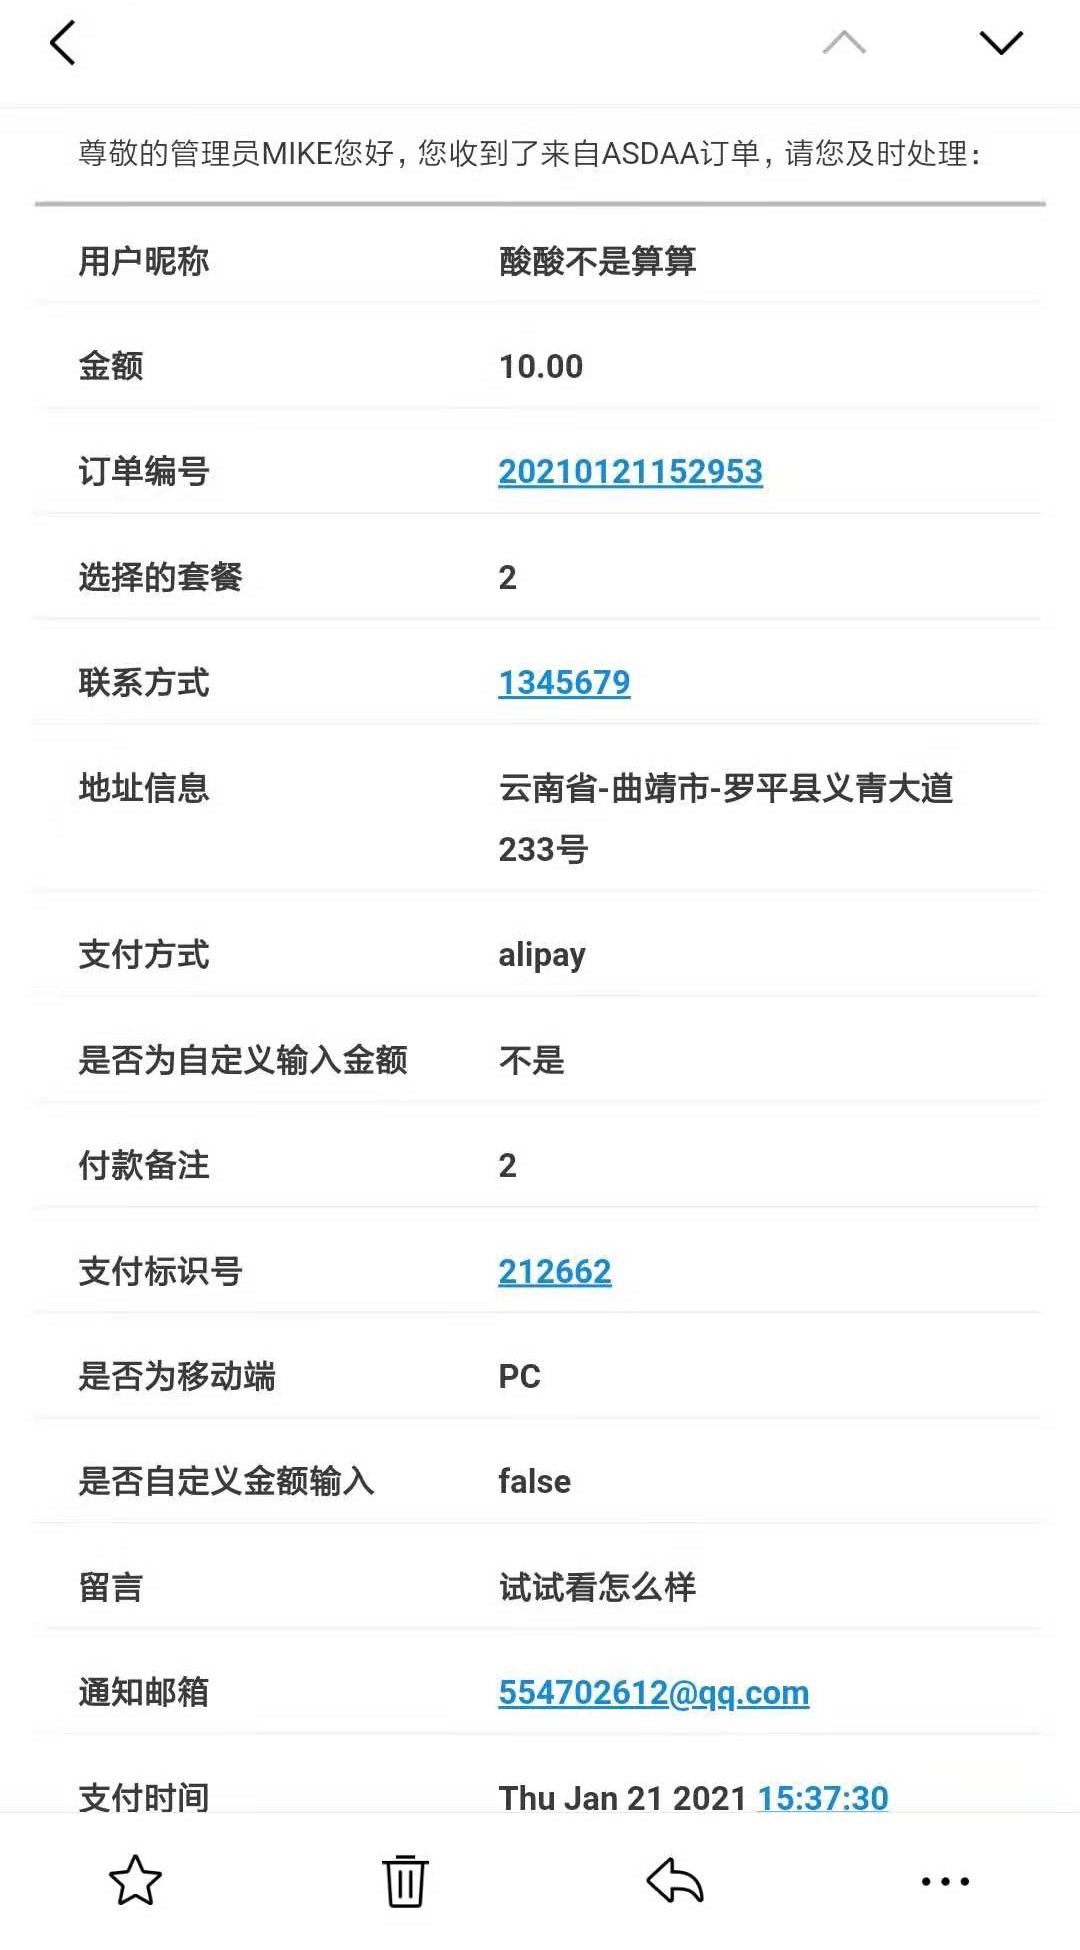 尊敬的管理员MIKE您好，您收到了来自ASDAA订单，请您及时处理：
用户昵称 酸酸不是算算
金额 10.00
订单编号 20210121152953
选择的套餐 2
联系方式 1345679
地址信息 云南省-曲靖市-罗平县义青大道
233号
支付方式 alipay
是否为自定义输入金额 不是
付款备注 2
支付标识号 212662
是否为移动端 PC
是否自定义金额输入 false
留言 试试看怎么样
通知邮箱 554702612@qq.com
支付时间 Thu Jan 21 2021 15:37:30